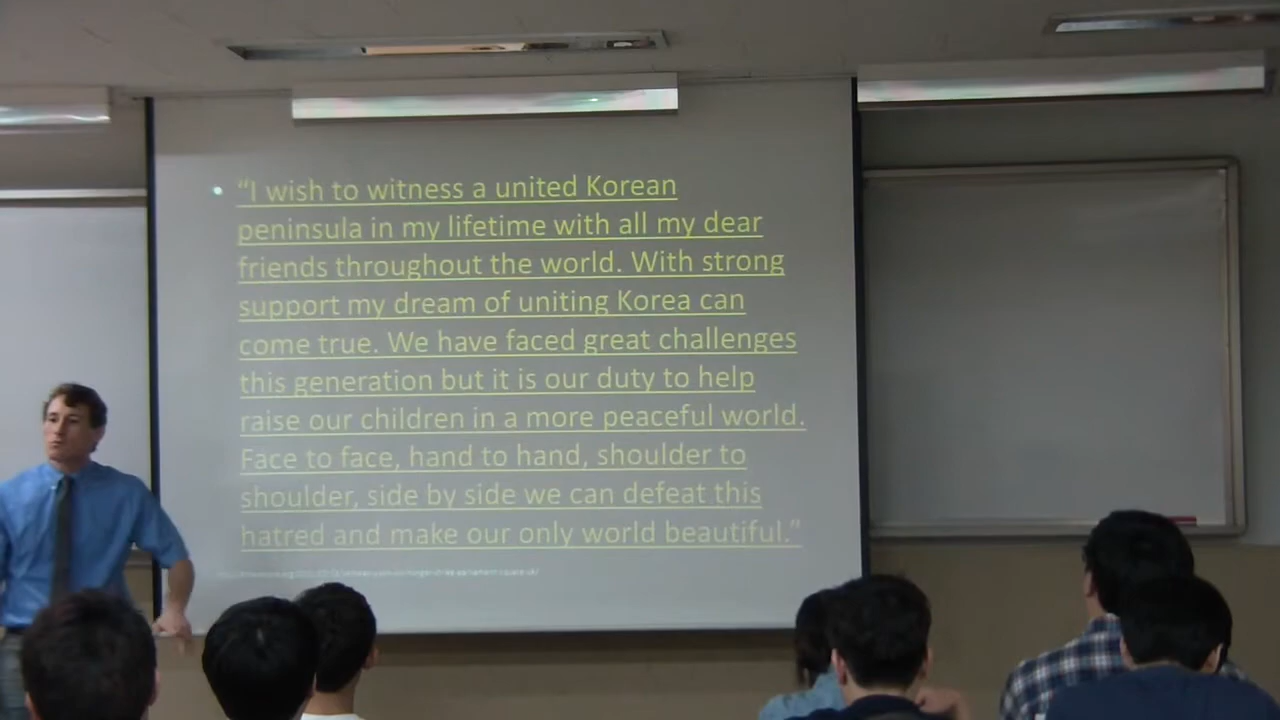 “I wish to witness a united Korean
peninsula in my lifetime with all my dear
friends throughout the world. With strong
support my dream of uniting Korea can
come true. We have faced great challenges
this generation but it is our duty to help
raise our children in a more peaceful world.
Face to face, hand to hand, shoulder to
shoulder, side by side we can defeat this
hatred and make our only world beautiful.”